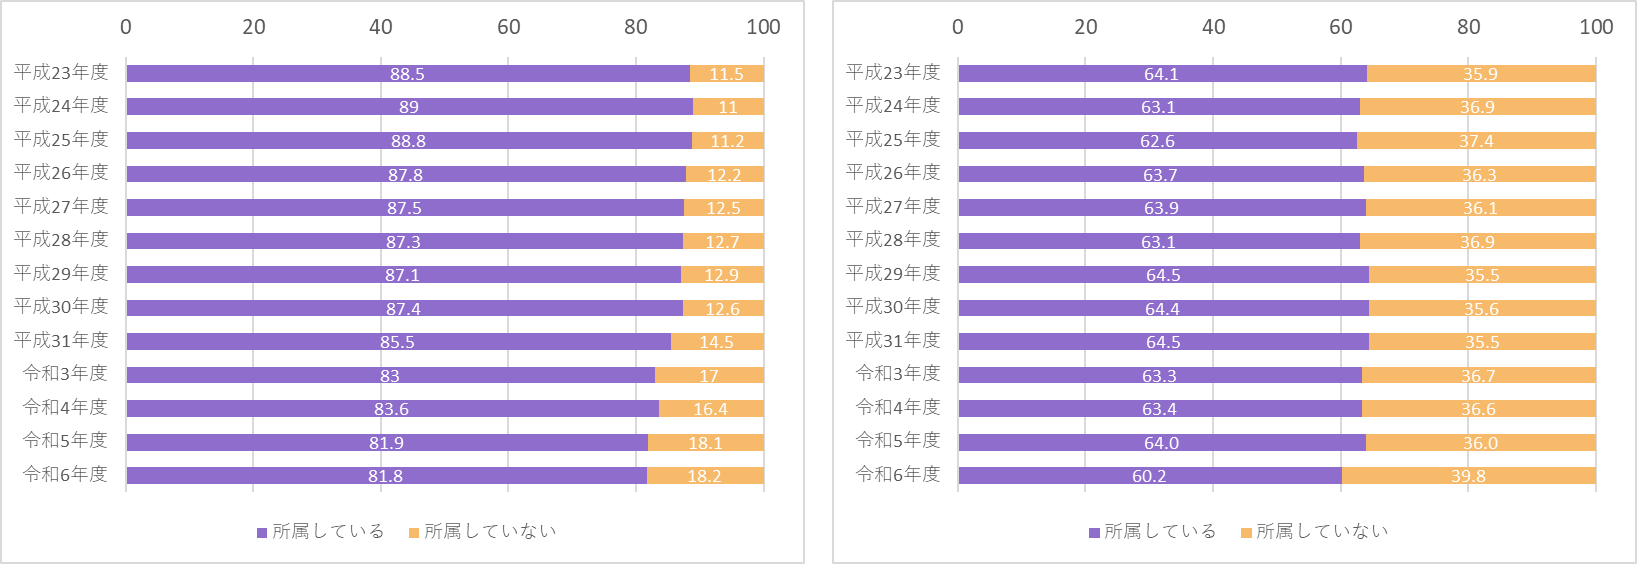 0 20 40 60 80 100
平成23年度 88.5 11.5
平成24年度 89 11
平成25年度 88.8 11.2
平成26年度 87.8 12.2
平成27年度 87.5 12.5
平成28年度 87.3 12.7
平成29年度 87.1 12.9
平成30年度 87.4 12.6
平成31年度 85.5 14.5
令和3年度 83 17
令和4年度 83.6 16.4
令和5年度 81.9 18.1
令和6年度 81.8 18.2
所属している 所属していない
0 20 40 60 80 100
平成23年度 64.1 35.9
平成24年度 63.1 36.9
平成25年度 62.6 37.4
平成26年度 63.7 36.3
平成27年度 63.9 36.1
平成28年度 63.1 36.9
平成29年度 64.5 35.5
平成30年度 64.4 35.6
平成31年度 64.5 35.5
令和3年度 63.3 36.7
令和4年度 63.4 36.6
令和5年度 64.0 36.0
令和6年度 60.2 39.8
所属している 所属していない